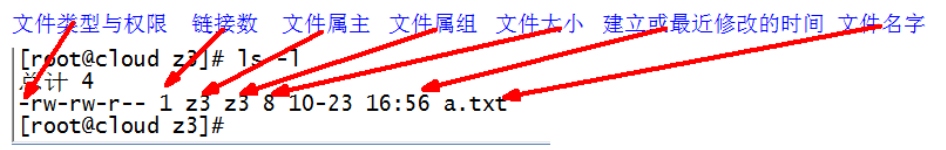 文件类型与权限 链接数 文件属主 文件属组 文件大小 建立或最近修改的时间 文件名字
[root@cloud z3]# ls -l
总计 4
-rw-rw-r-- 1 z3 z3 8 10-23 16:56 a.txt
[root@cloud z3]#